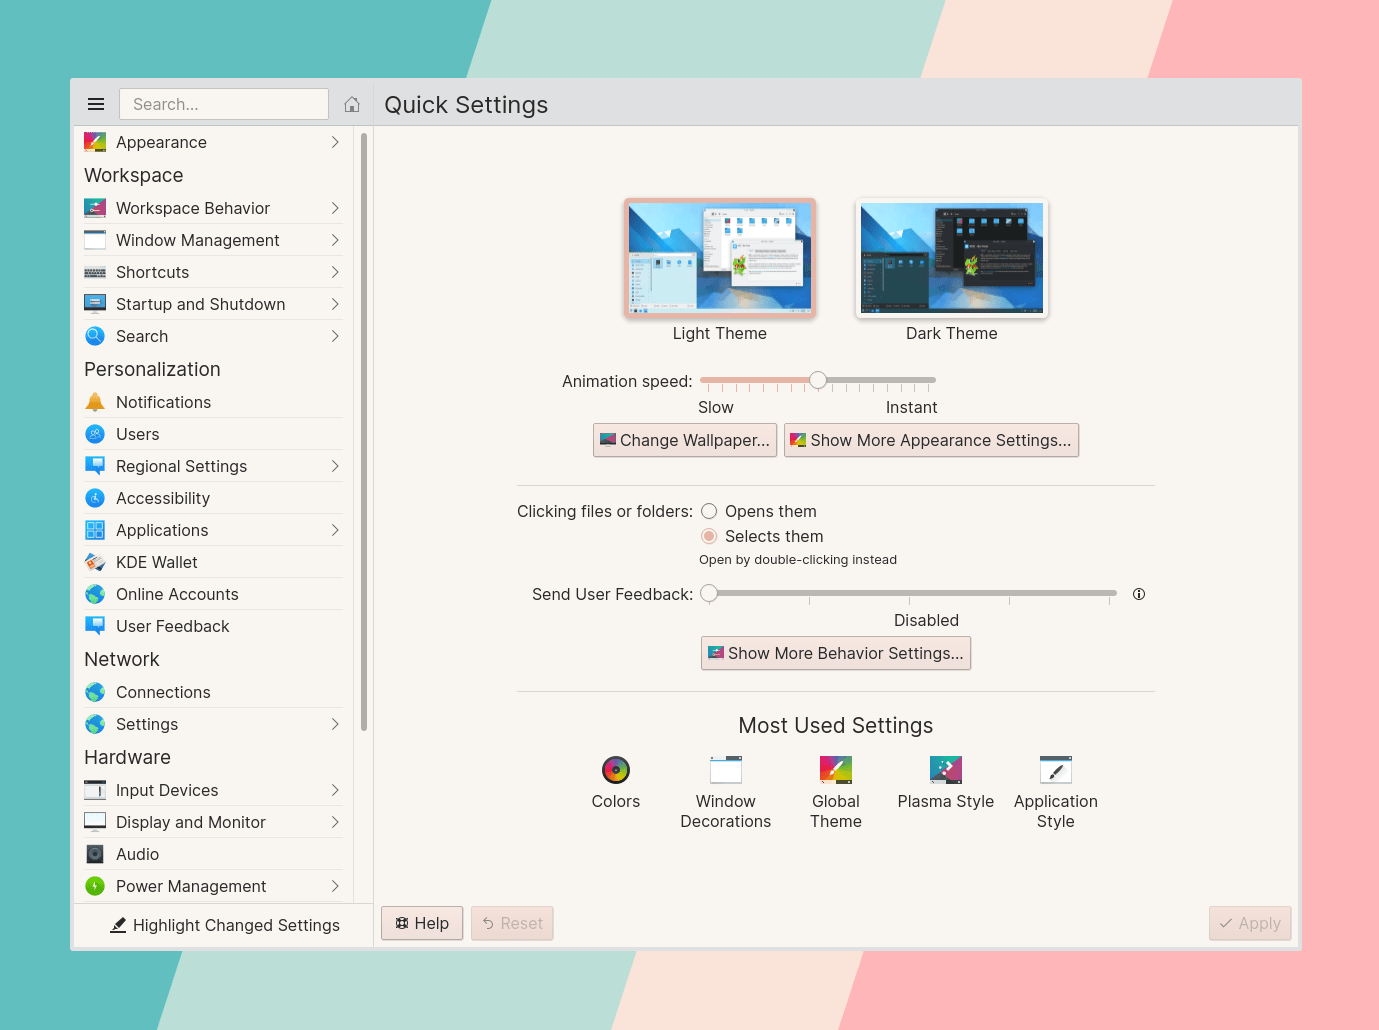 Search...
Quick Settings
Appearance
Workspace
Workspace Behavior
Window Management
Shortcuts
Startup and Shutdown
Search
Personalization
Notifications
Users
Regional Settings
Accessibility
Applications
KDE Wallet
Online Accounts
User Feedback
Network
Connections
Settings
Hardware
Input Devices
Display and Monitor
Audio
Power Management
Highlight Changed Settings
Light Theme
Dark Theme
Animation speed:
Slow
Instant
Change Wallpaper...
Show More Appearance Settings...
Clicking files or folders:
Opens them
Selects them
Open by double-clicking instead
Send User Feedback:
Disabled
Show More Behavior Settings...
Most Used Settings
Colors
Window
Decorations
Global
Theme
Plasma Style
Application
Style
Help
Reset
Apply